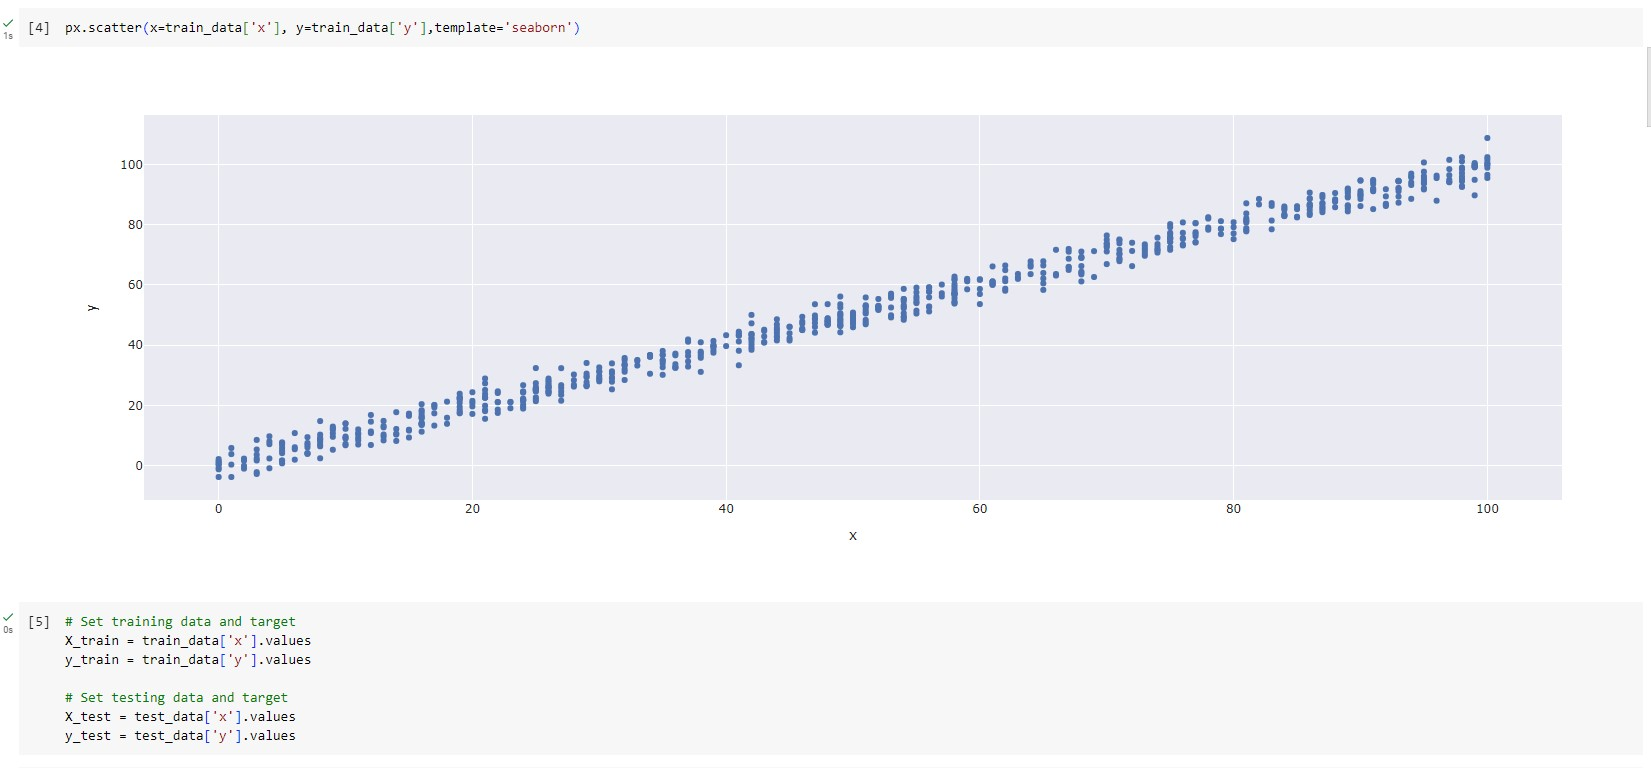 [4] px.scatter(x=train_data['x'], y=train_data['y'],template='seaborn')
1s
100
80
60
y
40
20
0
0 20 40 60 80 100
x
[5] # Set training data and target
0s
X_train = train_data['x'].values
y_train = train_data['y'].values
# Set testing data and target
X_test = test_data['x'].values
y_test = test_data['y'].values